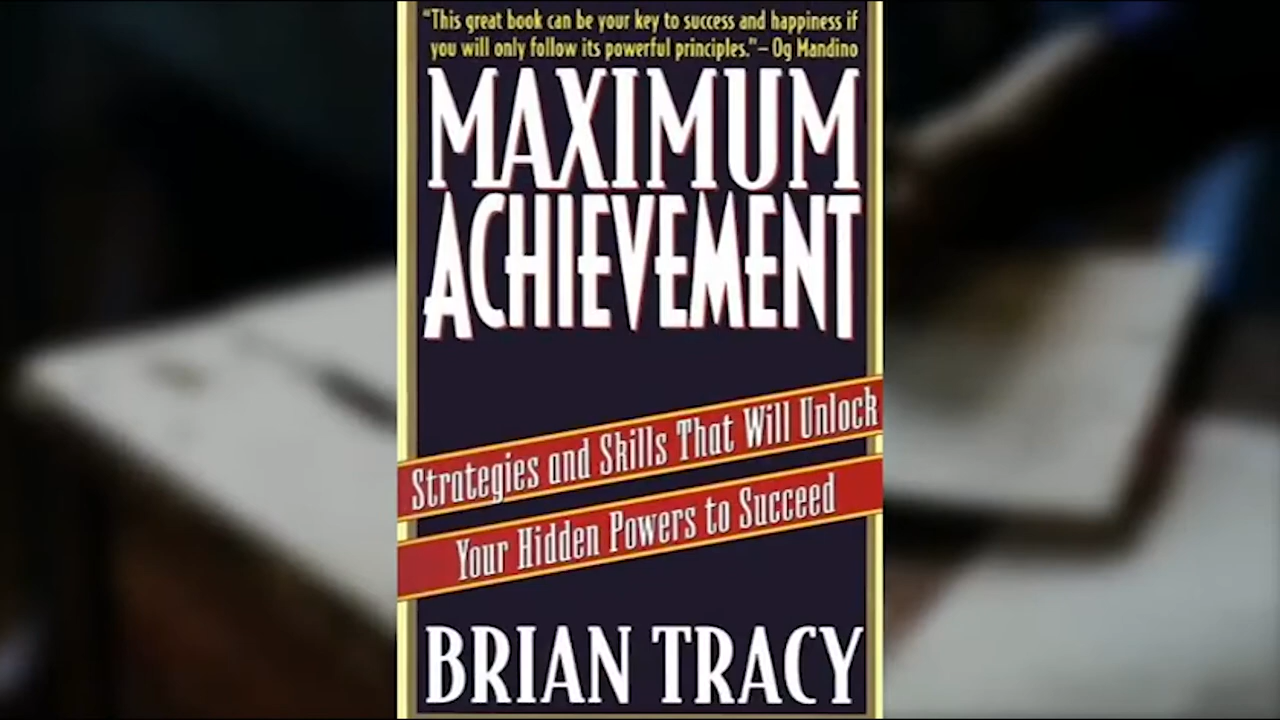 “This great book can be your key to success and happiness if
you will only follow its powerful principles.”– Og Mandino
MAXIMUM
ACHIEVEMENT
Strategies and Skills That Will Unlock
Your Hidden Powers to Succeed
BRIAN TRACY